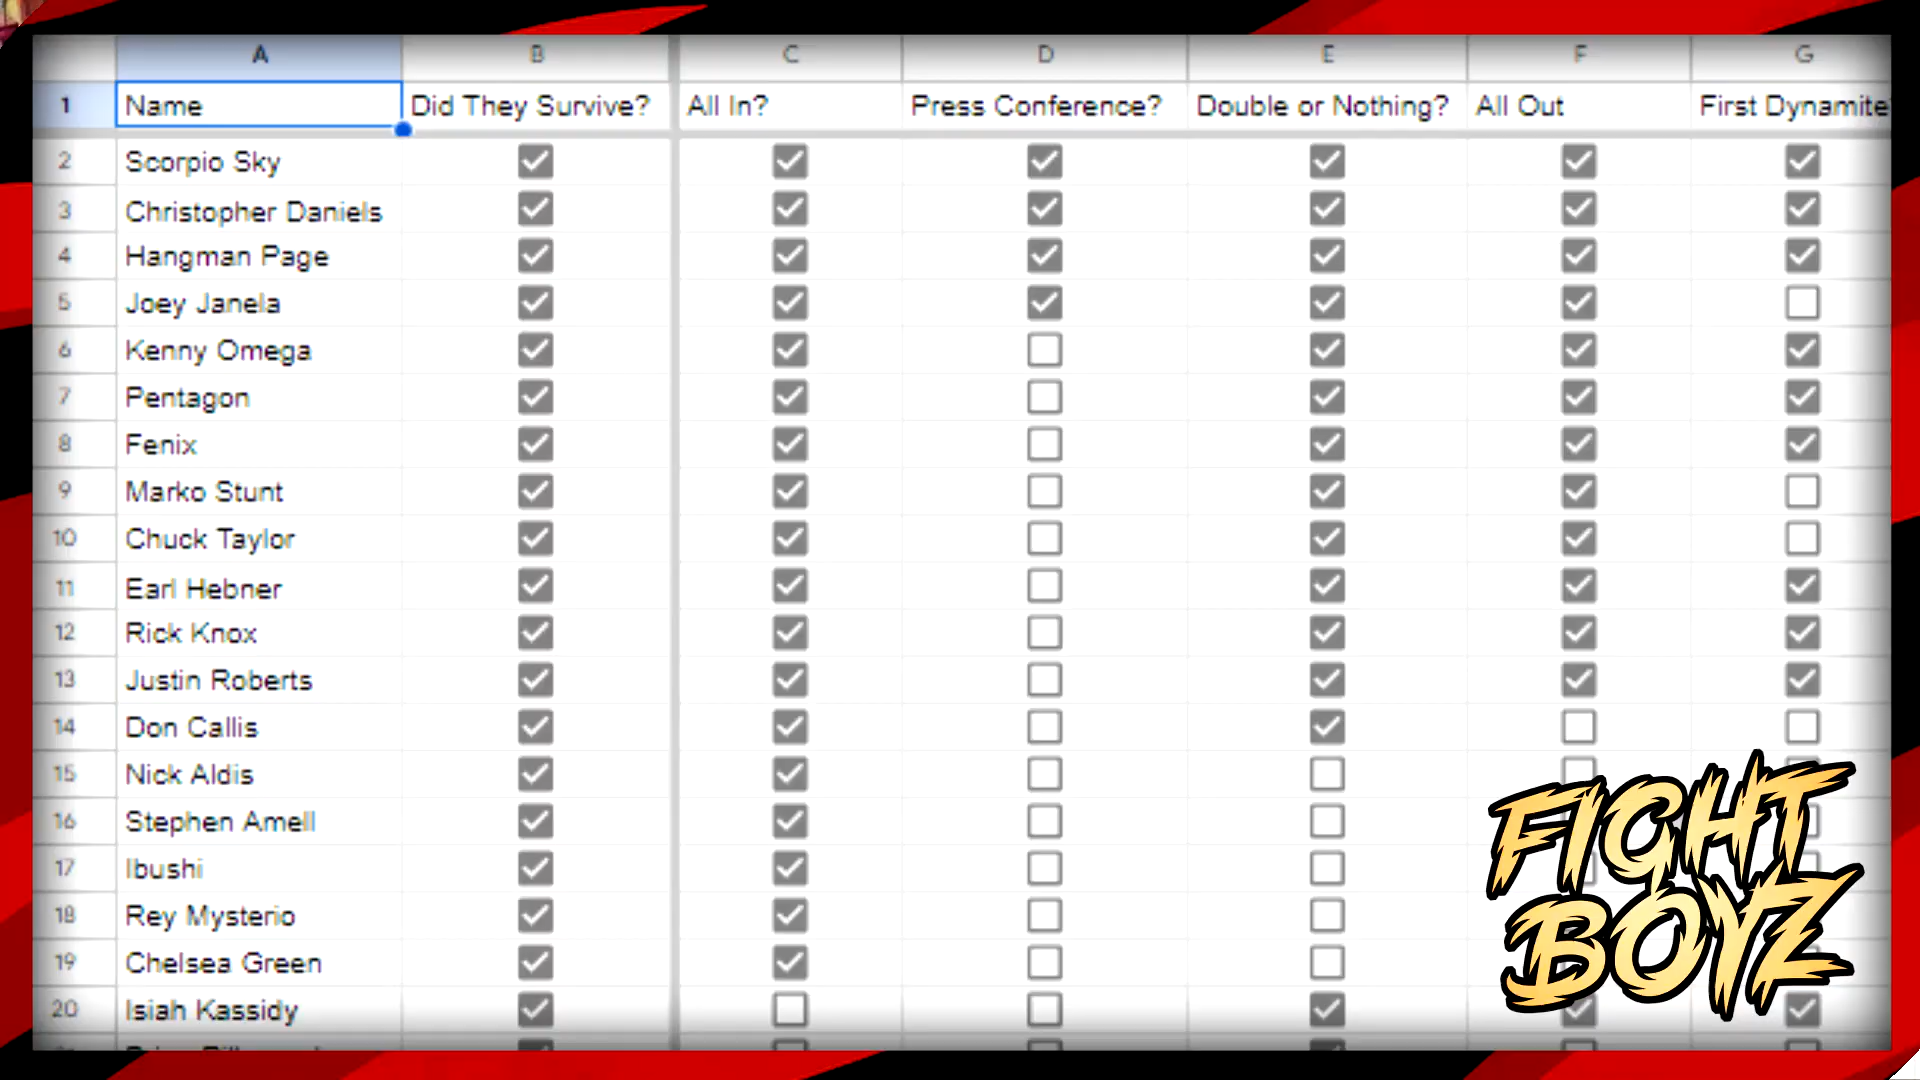 A B C D E F G
1 Name Did They Survive? All In? Press Conference? Double or Nothing? All Out First Dynamite
2 Scorpio Sky
3 Christopher Daniels
4 Hangman Page
5 Joey Janela
6 Kenny Omega
7 Pentagon
8 Fenix
9 Marko Stunt
10 Chuck Taylor
11 Earl Hebner
12 Rick Knox
13 Justin Roberts
14 Don Callis
15 Nick Aldis
16 Stephen Amell
17 Ibushi
18 Rey Mysterio
19 Chelsea Green
20 Isiah Kassidy
FIGHT
BOYZ